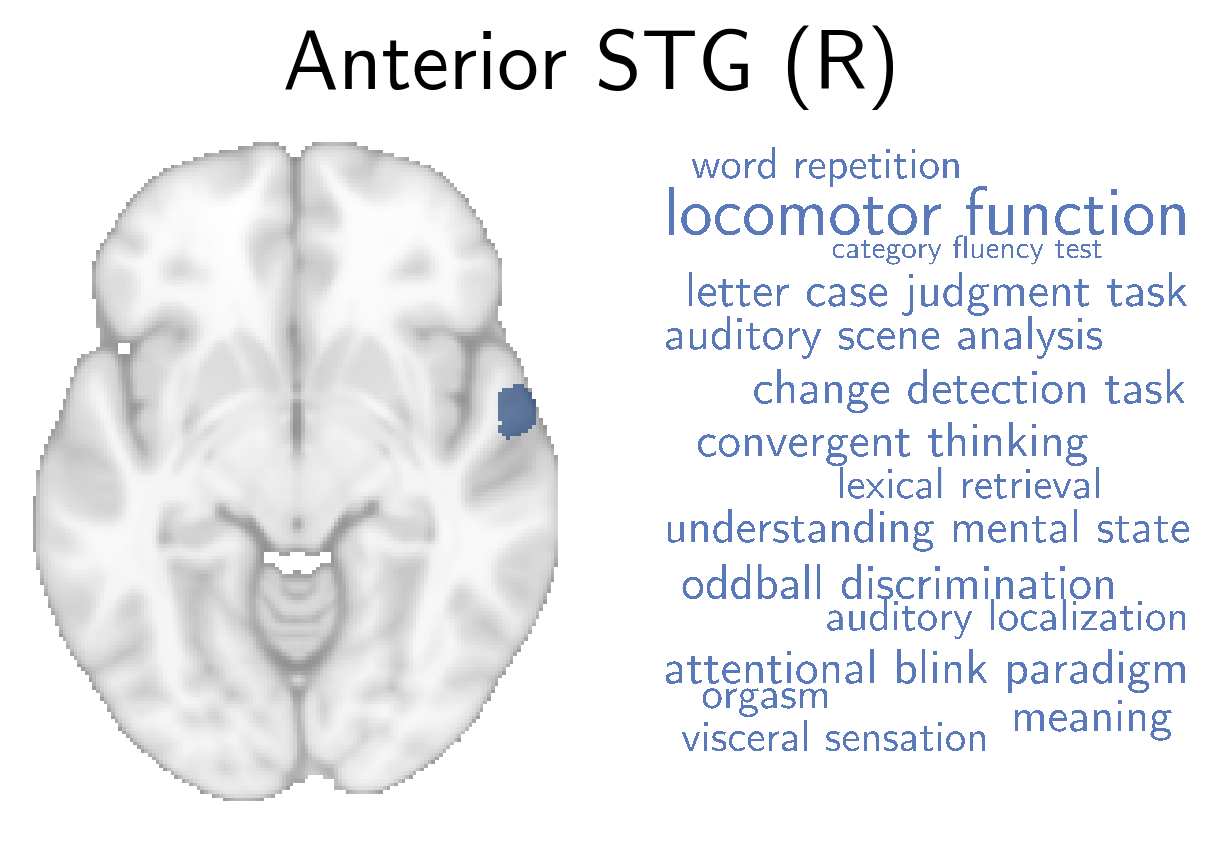 Anterior STG (R)
word repetition
locomotor function
category fluency test
letter case judgment task
auditory scene analysis
change detection task
convergent thinking
lexical retrieval
understanding mental state
oddball discrimination
auditory localization
attentional blink paradigm
orgasm
meaning
visceral sensation